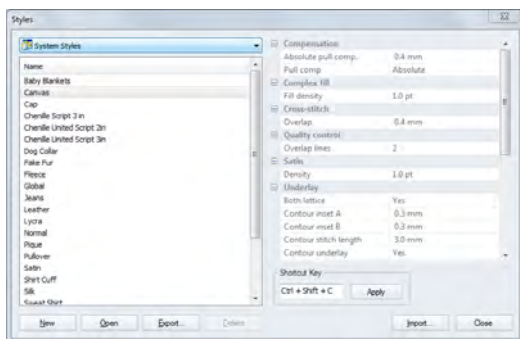 Styles
System Styles
Name
Baby Blankets
Canvas
Cap
Chenille Script 3 in
Chenille United Script 2in
Chenille United Script 3in
Dog Collar
Fake Fur
Fleece
Global
Jeans
Leather
Lycra
Normal
Pique
Pullover
Satin
Shirt Cuff
Silk
Sweat Shirt
Compensation
Absolute pull comp. 0.4 mm
Pull comp Absolute
Complex fill
Fill density 1.0 pt
Cross-stitch
Overlap 0.4 mm
Quality control
Overlap lines 2
Satin
Density 1.0 pt
Underlay
Both lattice Yes
Contour inset A 0.3 mm
Contour inset B 0.3 mm
Contour stitch length 3.0 mm
Contour underlay Yes
Shortcut Key
Ctrl + Shift + C Apply
New Open Export... Delete Import... Close